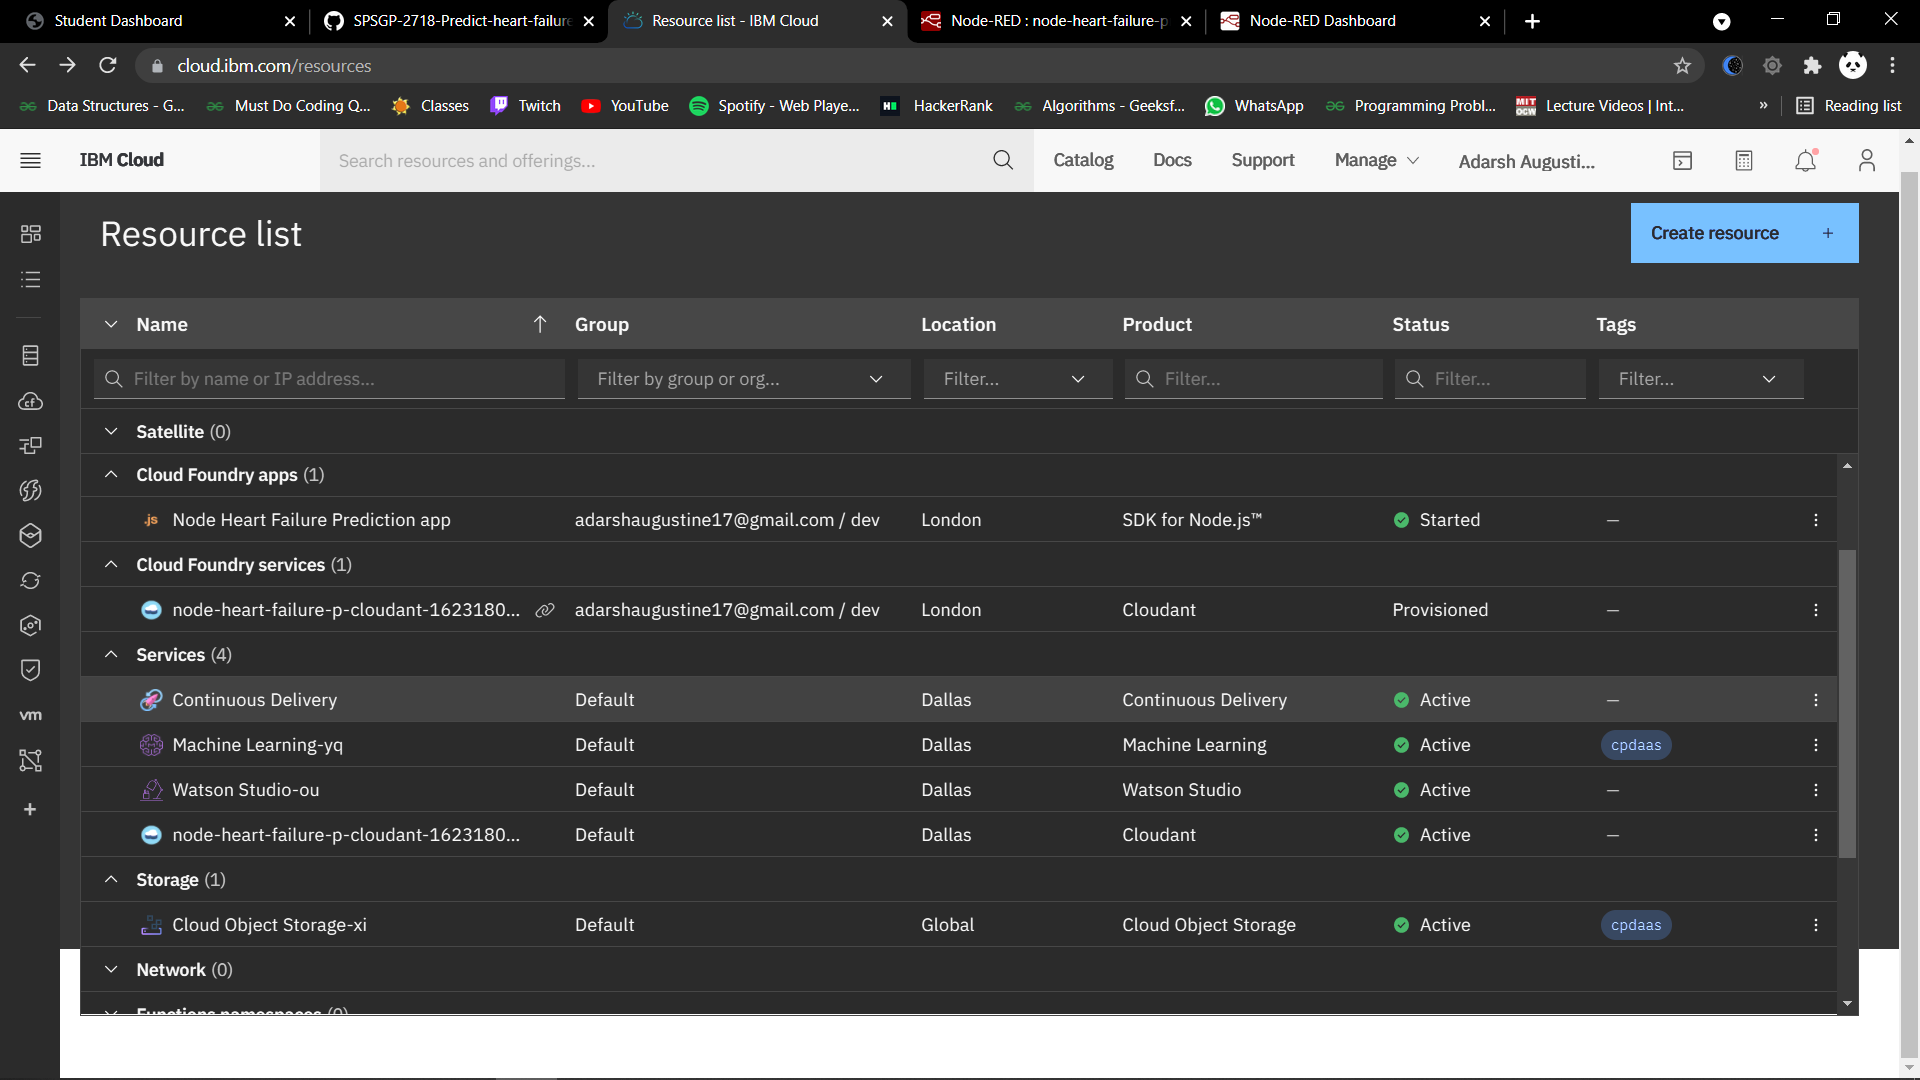 Student Dashboard
SPSGP-2718-Predict-heart-failure
Resource list - IBM Cloud
Node-RED : node-heart-failure-p
Node-RED Dashboard
cloud.ibm.com/resources
Data Structures - G...
Must Do Coding Q...
Classes
Twitch
YouTube
Spotify - Web Playe...
HackerRank
Algorithms - Geeksf...
WhatsApp
Programming Probl...
MIT OCW
Lecture Videos | Int...
»
Reading list
IBM Cloud
Search resources and offerings...
Catalog
Docs
Support
Manage
Adarsh Augusti...
Resource list
Create resource +
Name Group Location Product Status Tags
Filter by name or IP address... Filter by group or org... Filter... Filter... Filter... Filter...
Satellite (0)
Cloud Foundry apps (1)
.js Node Heart Failure Prediction app adarshaugustine17@gmail.com / dev London SDK for Node.js™ Started —
Cloud Foundry services (1)
node-heart-failure-p-cloudant-1623180... adarshaugustine17@gmail.com / dev London Cloudant Provisioned —
Services (4)
Continuous Delivery Default Dallas Continuous Delivery Active —
Machine Learning-yq Default Dallas Machine Learning Active cpdaas
Watson Studio-ou Default Dallas Watson Studio Active —
node-heart-failure-p-cloudant-1623180... Default Dallas Cloudant Active —
Storage (1)
Cloud Object Storage-xi Default Global Cloud Object Storage Active cpdaas
Network (0)
Functions namespaces (0)
cf
vm